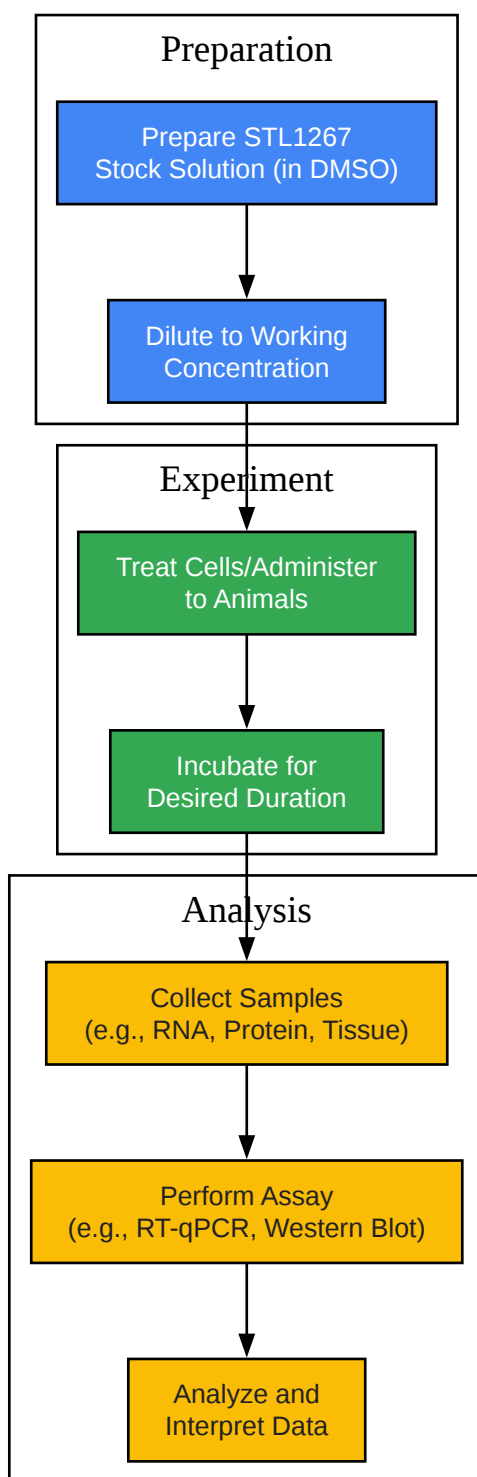 Preparation
Prepare STL1267
Stock Solution (in DMSO)
Dilute to Working
Concentration
Experiment
Treat Cells/Administer
to Animals
Incubate for
Desired Duration
Analysis
Collect Samples
(e.g., RNA, Protein, Tissue)
Perform Assay
(e.g., RT-qPCR, Western Blot)
Analyze and
Interpret Data